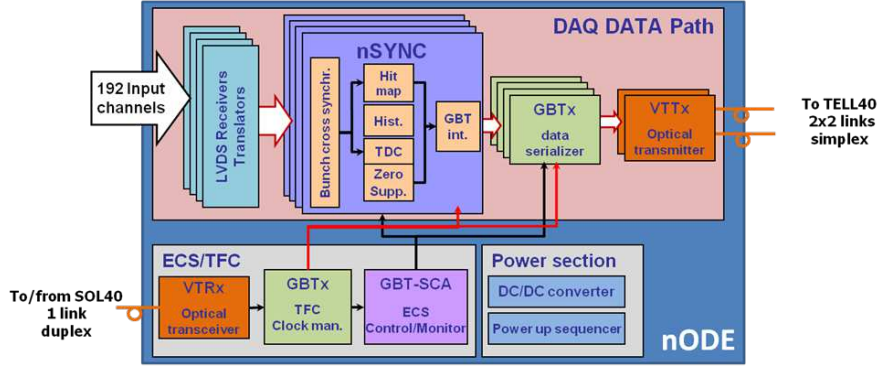 DAQ DATA Path
nSYNC
192 Input
channels
LVDS Receivers
Translators
Bunch cross synchr.
Hit
map
Hist.
TDC
Zero
Supp.
GBT
int.
GBTx
data
serializer
VTTx
Optical
transmitter
To TELL40
2x2 links
simplex
ECS/TFC
VTRx
Optical
transceiver
GBTx
TFC
Clock man.
GBT-SCA
ECS
Control/Monitor
To/from SOL40
1 link
duplex
Power section
DC/DC converter
Power up sequencer
nODE